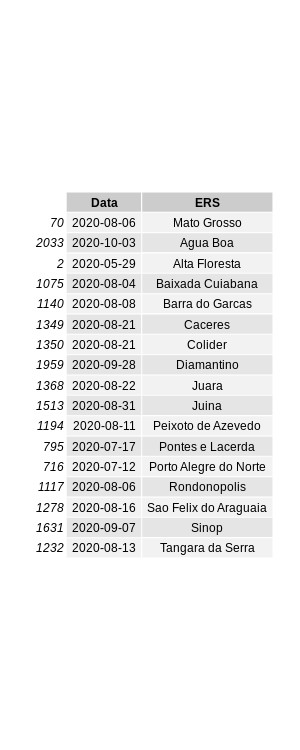 Data ERS
70 2020-08-06 Mato Grosso
2033 2020-10-03 Agua Boa
2 2020-05-29 Alta Floresta
1075 2020-08-04 Baixada Cuiabana
1140 2020-08-08 Barra do Garcas
1349 2020-08-21 Caceres
1350 2020-08-21 Colider
1959 2020-09-28 Diamantino
1368 2020-08-22 Juara
1513 2020-08-31 Juina
1194 2020-08-11 Peixoto de Azevedo
795 2020-07-17 Pontes e Lacerda
716 2020-07-12 Porto Alegre do Norte
1117 2020-08-06 Rondonopolis
1278 2020-08-16 Sao Felix do Araguaia
1631 2020-09-07 Sinop
1232 2020-08-13 Tangara da Serra